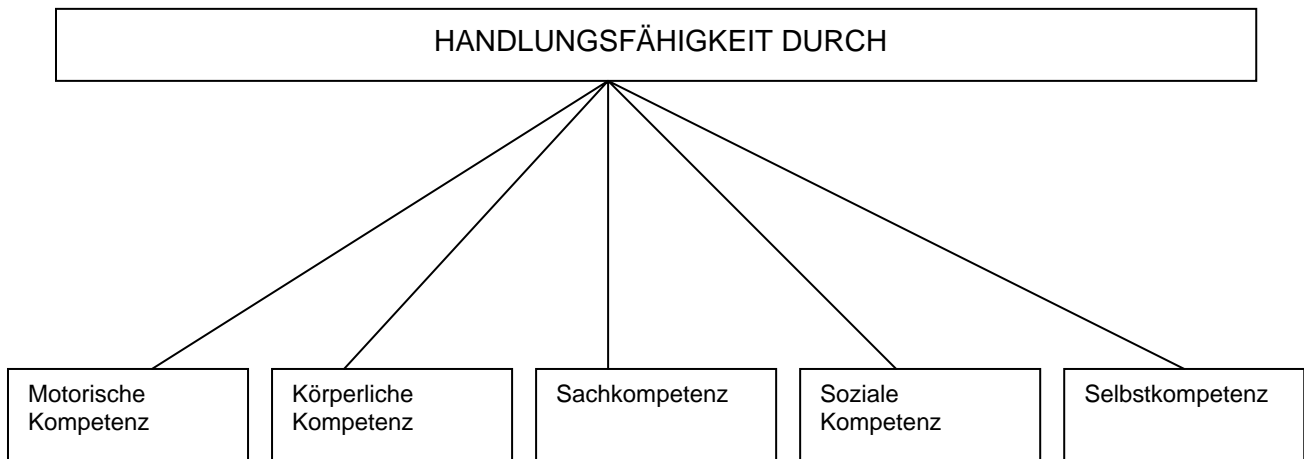 HANDLUNGSFÄHIGKEIT DURCH
Motorische
Kompetenz
Körperliche
Kompetenz
Sachkompetenz
Soziale
Kompetenz
Selbstkompetenz